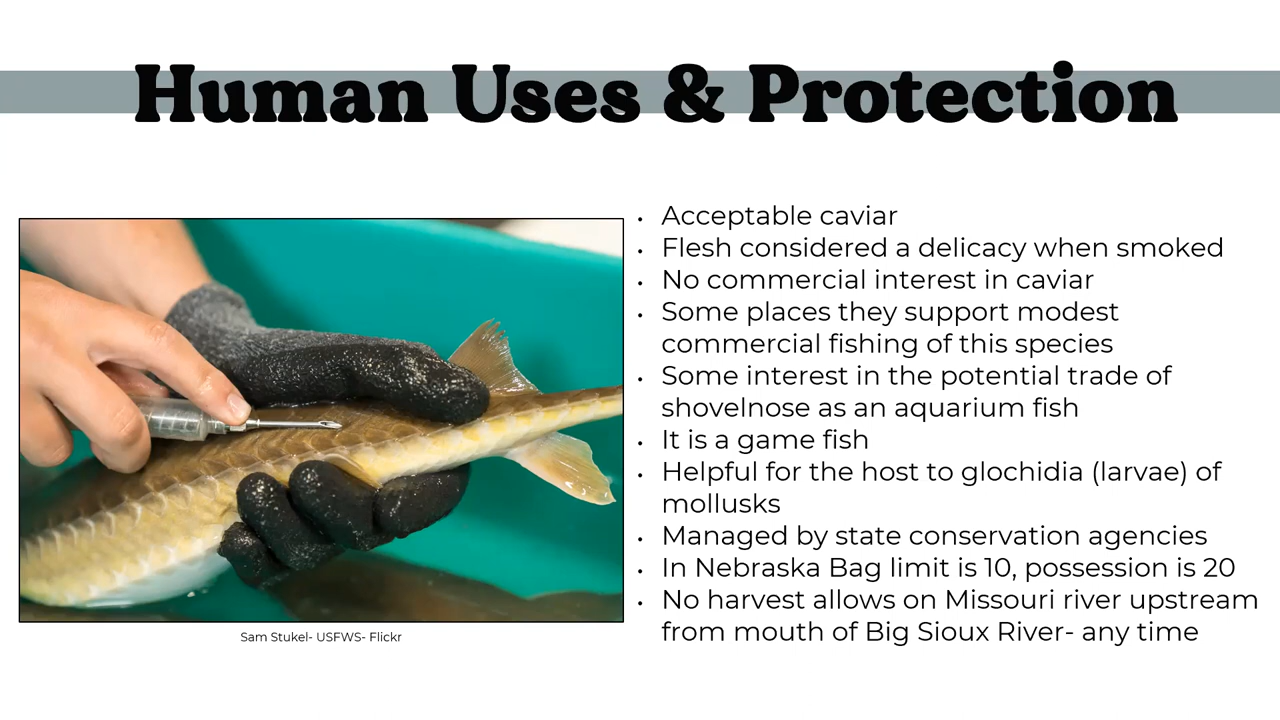 Human Uses & Protection
• Acceptable caviar
• Flesh considered a delicacy when smoked
• No commercial interest in caviar
• Some places they support modest
commercial fishing of this species
• Some interest in the potential trade of
shovelnose as an aquarium fish
• It is a game fish
• Helpful for the host to glochidia (larvae) of
mollusks
• Managed by state conservation agencies
• In Nebraska Bag limit is 10, possession is 20
• No harvest allows on Missouri river upstream
from mouth of Big Sioux River- any time
Sam Stukel- USFWS- Flickr